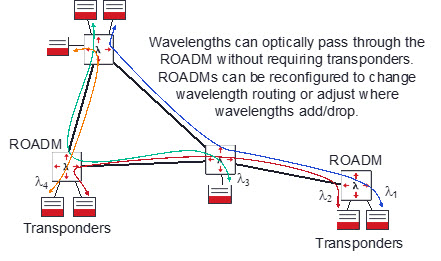 λ
Wavelengths can optically pass through the
ROADM without requiring transponders.
ROADMs can be reconfigured to change
wavelength routing or adjust where
wavelengths add/drop.
ROADM
λ
λ4
Transponders
λ
λ3
ROADM
λ
λ2
λ1
Transponders